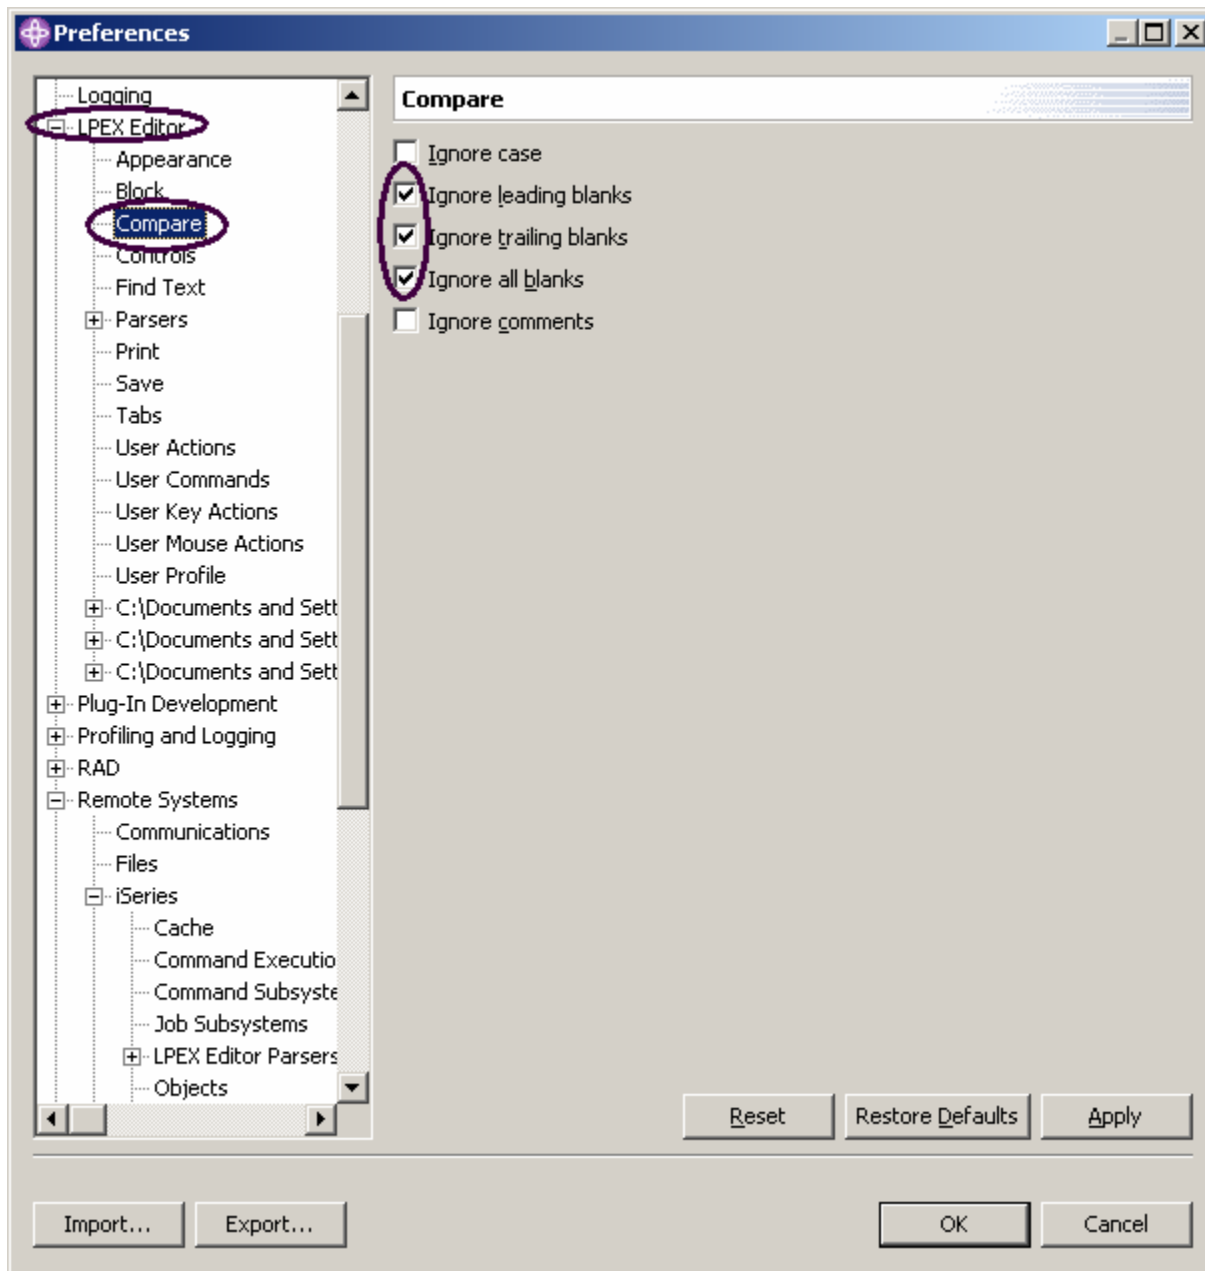 Preferences
Logging
LPEX Editor
Appearance
Block
Compare
Controls
Find Text
Parsers
Print
Save
Tabs
User Actions
User Commands
User Key Actions
User Mouse Actions
User Profile
C:\Documents and Sett
C:\Documents and Sett
C:\Documents and Sett
Plug-In Development
Profiling and Logging
RAD
Remote Systems
Communications
Files
iSeries
Cache
Command Executio
Command Subsyste
Job Subsystems
LPEX Editor Parsers
Objects
Compare
Ignore case
Ignore leading blanks
Ignore trailing blanks
Ignore all blanks
Ignore comments
Reset Restore Defaults Apply
Import... Export... OK Cancel